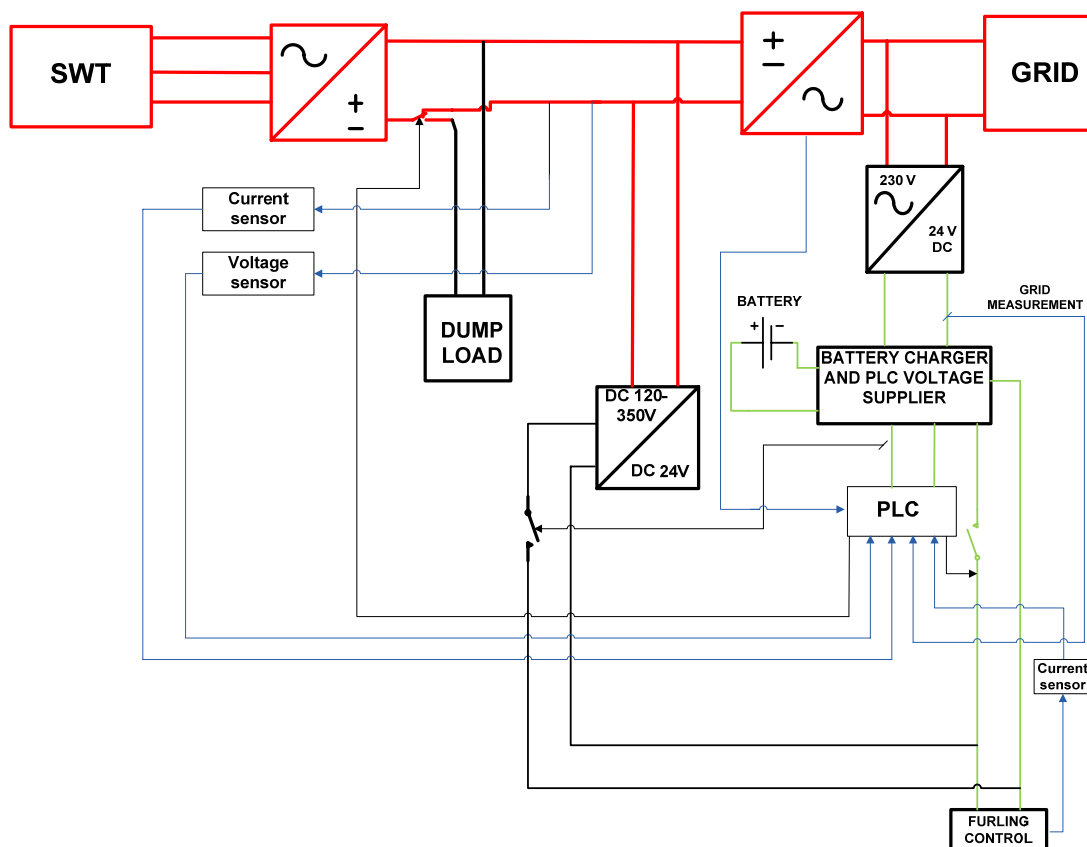 SWT
GRID
+
−
+
−
Current
sensor
Voltage
sensor
230 V
24 V
DC
GRID
MEASUREMENT
BATTERY
+
−
DUMP
LOAD
BATTERY CHARGER
AND PLC VOLTAGE
SUPPLIER
DC 120-
350V
DC 24V
PLC
Current
sensor
FURLING
CONTROL